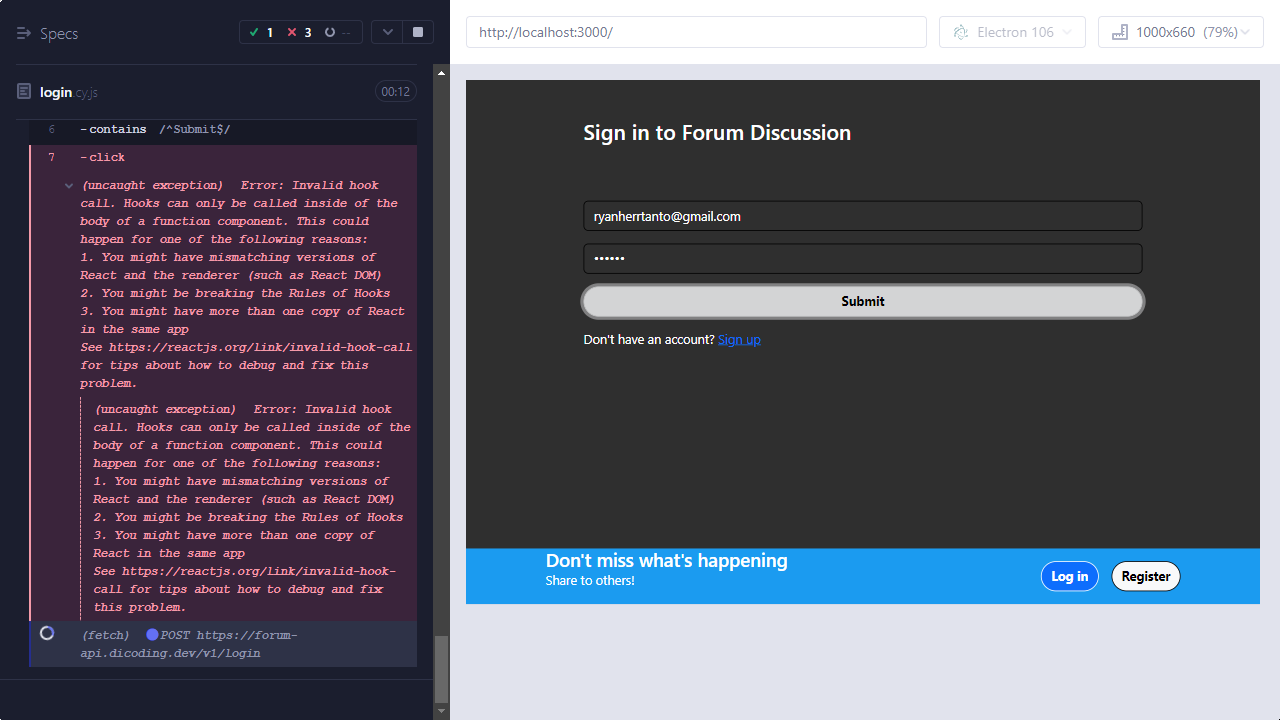 Specs
1
3
--
http://localhost:3000/
Electron 106
1000x660 (79%)
login.cy.js
00:12
6 -contains /^Submit$/
7 -click
(uncaught exception) Error: Invalid hook
call. Hooks can only be called inside of the
body of a function component. This could
happen for one of the following reasons:
1. You might have mismatching versions of
React and the renderer (such as React DOM)
2. You might be breaking the Rules of Hooks
3. You might have more than one copy of React
in the same app
See https://reactjs.org/link/invalid-hook-call
for tips about how to debug and fix this
problem.
(uncaught exception) Error: Invalid hook
call. Hooks can only be called inside of the
body of a function component. This could
happen for one of the following reasons:
1. You might have mismatching versions of
React and the renderer (such as React DOM)
2. You might be breaking the Rules of Hooks
3. You might have more than one copy of
React in the same app
See https://reactjs.org/link/invalid-hook-
call for tips about how to debug and fix
this problem.
(fetch) POST https://forum-
api.dicoding.dev/v1/login
Sign in to Forum Discussion
ryanherrtanto@gmail.com
••••••
Submit
Don't have an account? Sign up
Don't miss what's happening
Share to others!
Log in
Register